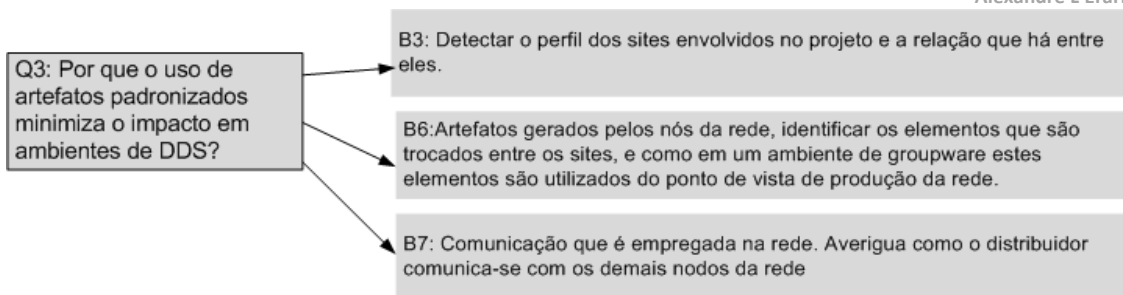 Q3: Por que o uso de
artefatos padronizados
minimiza o impacto em
ambientes de DDS?
B3: Detectar o perfil dos sites envolvidos no projeto e a relação que há entre
eles.
B6:Artefatos gerados pelos nós da rede, identificar os elementos que são
trocados entre os sites, e como em um ambiente de groupware estes
elementos são utilizados do ponto de vista de produção da rede.
B7: Comunicação que é empregada na rede. Averigua como o distribuidor
comunica-se com os demais nodos da rede